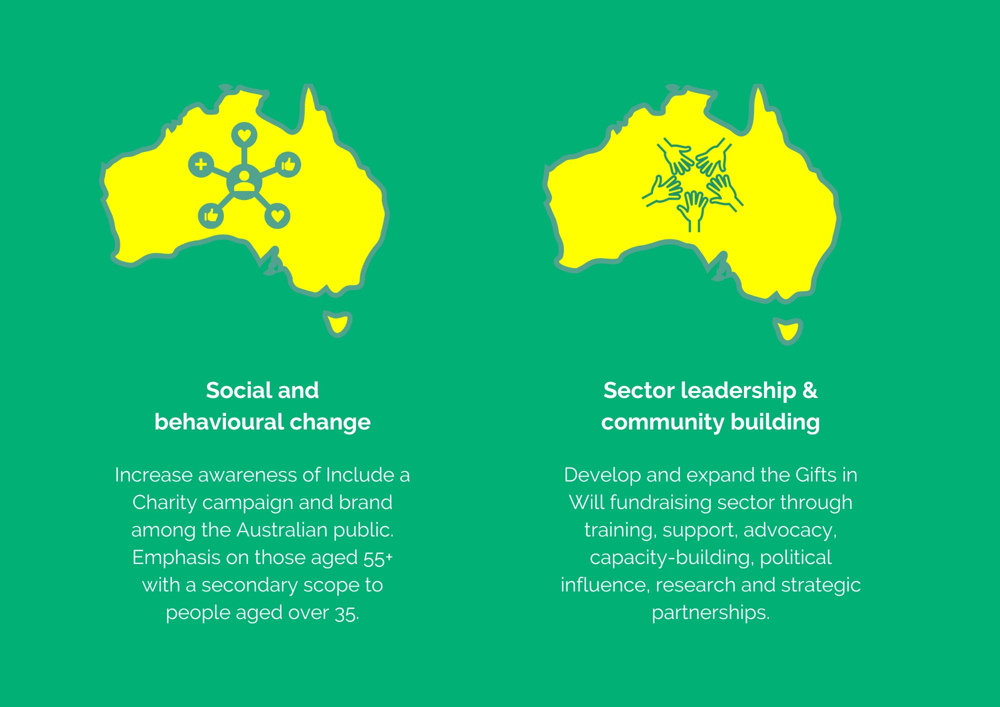 Social and
behavioural change
Increase awareness of Include a
Charity campaign and brand
among the Australian public.
Emphasis on those aged 55+
with a secondary scope to
people aged over 35.
Sector leadership &
community building
Develop and expand the Gifts in
Will fundraising sector through
training, support, advocacy,
capacity-building, political
influence, research and strategic
partnerships.